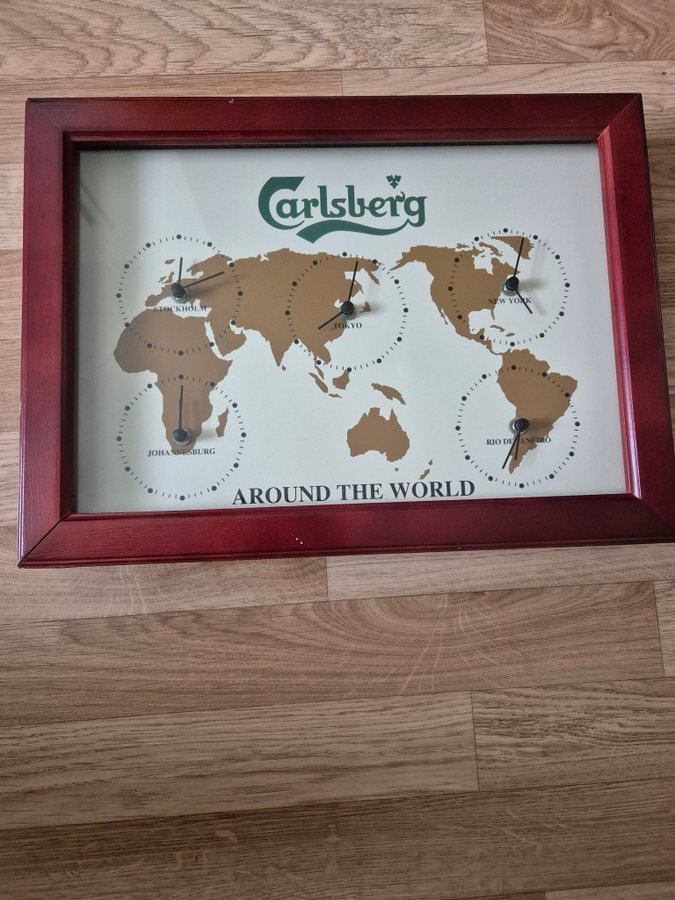 Carlsberg
STOCKHOLM
TOKYO
NEW YORK
JOHANNESBURG
RIO DE JANEIRO
AROUND THE WORLD